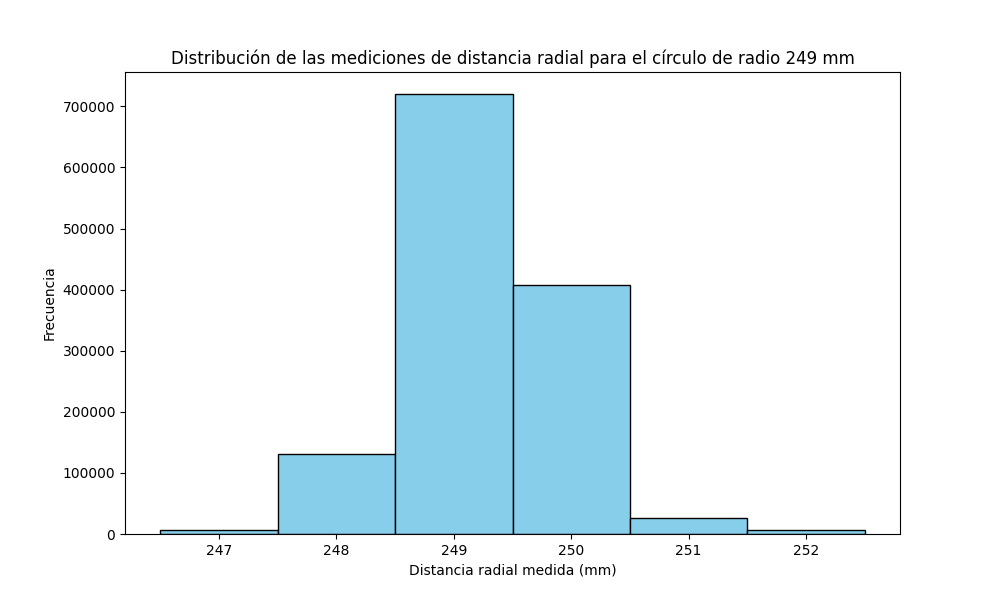 Distribución de las mediciones de distancia radial para el círculo de radio 249 mm
700000
600000
500000
400000
300000
200000
100000
0
Frecuencia
247 248 249 250 251 252
Distancia radial medida (mm)